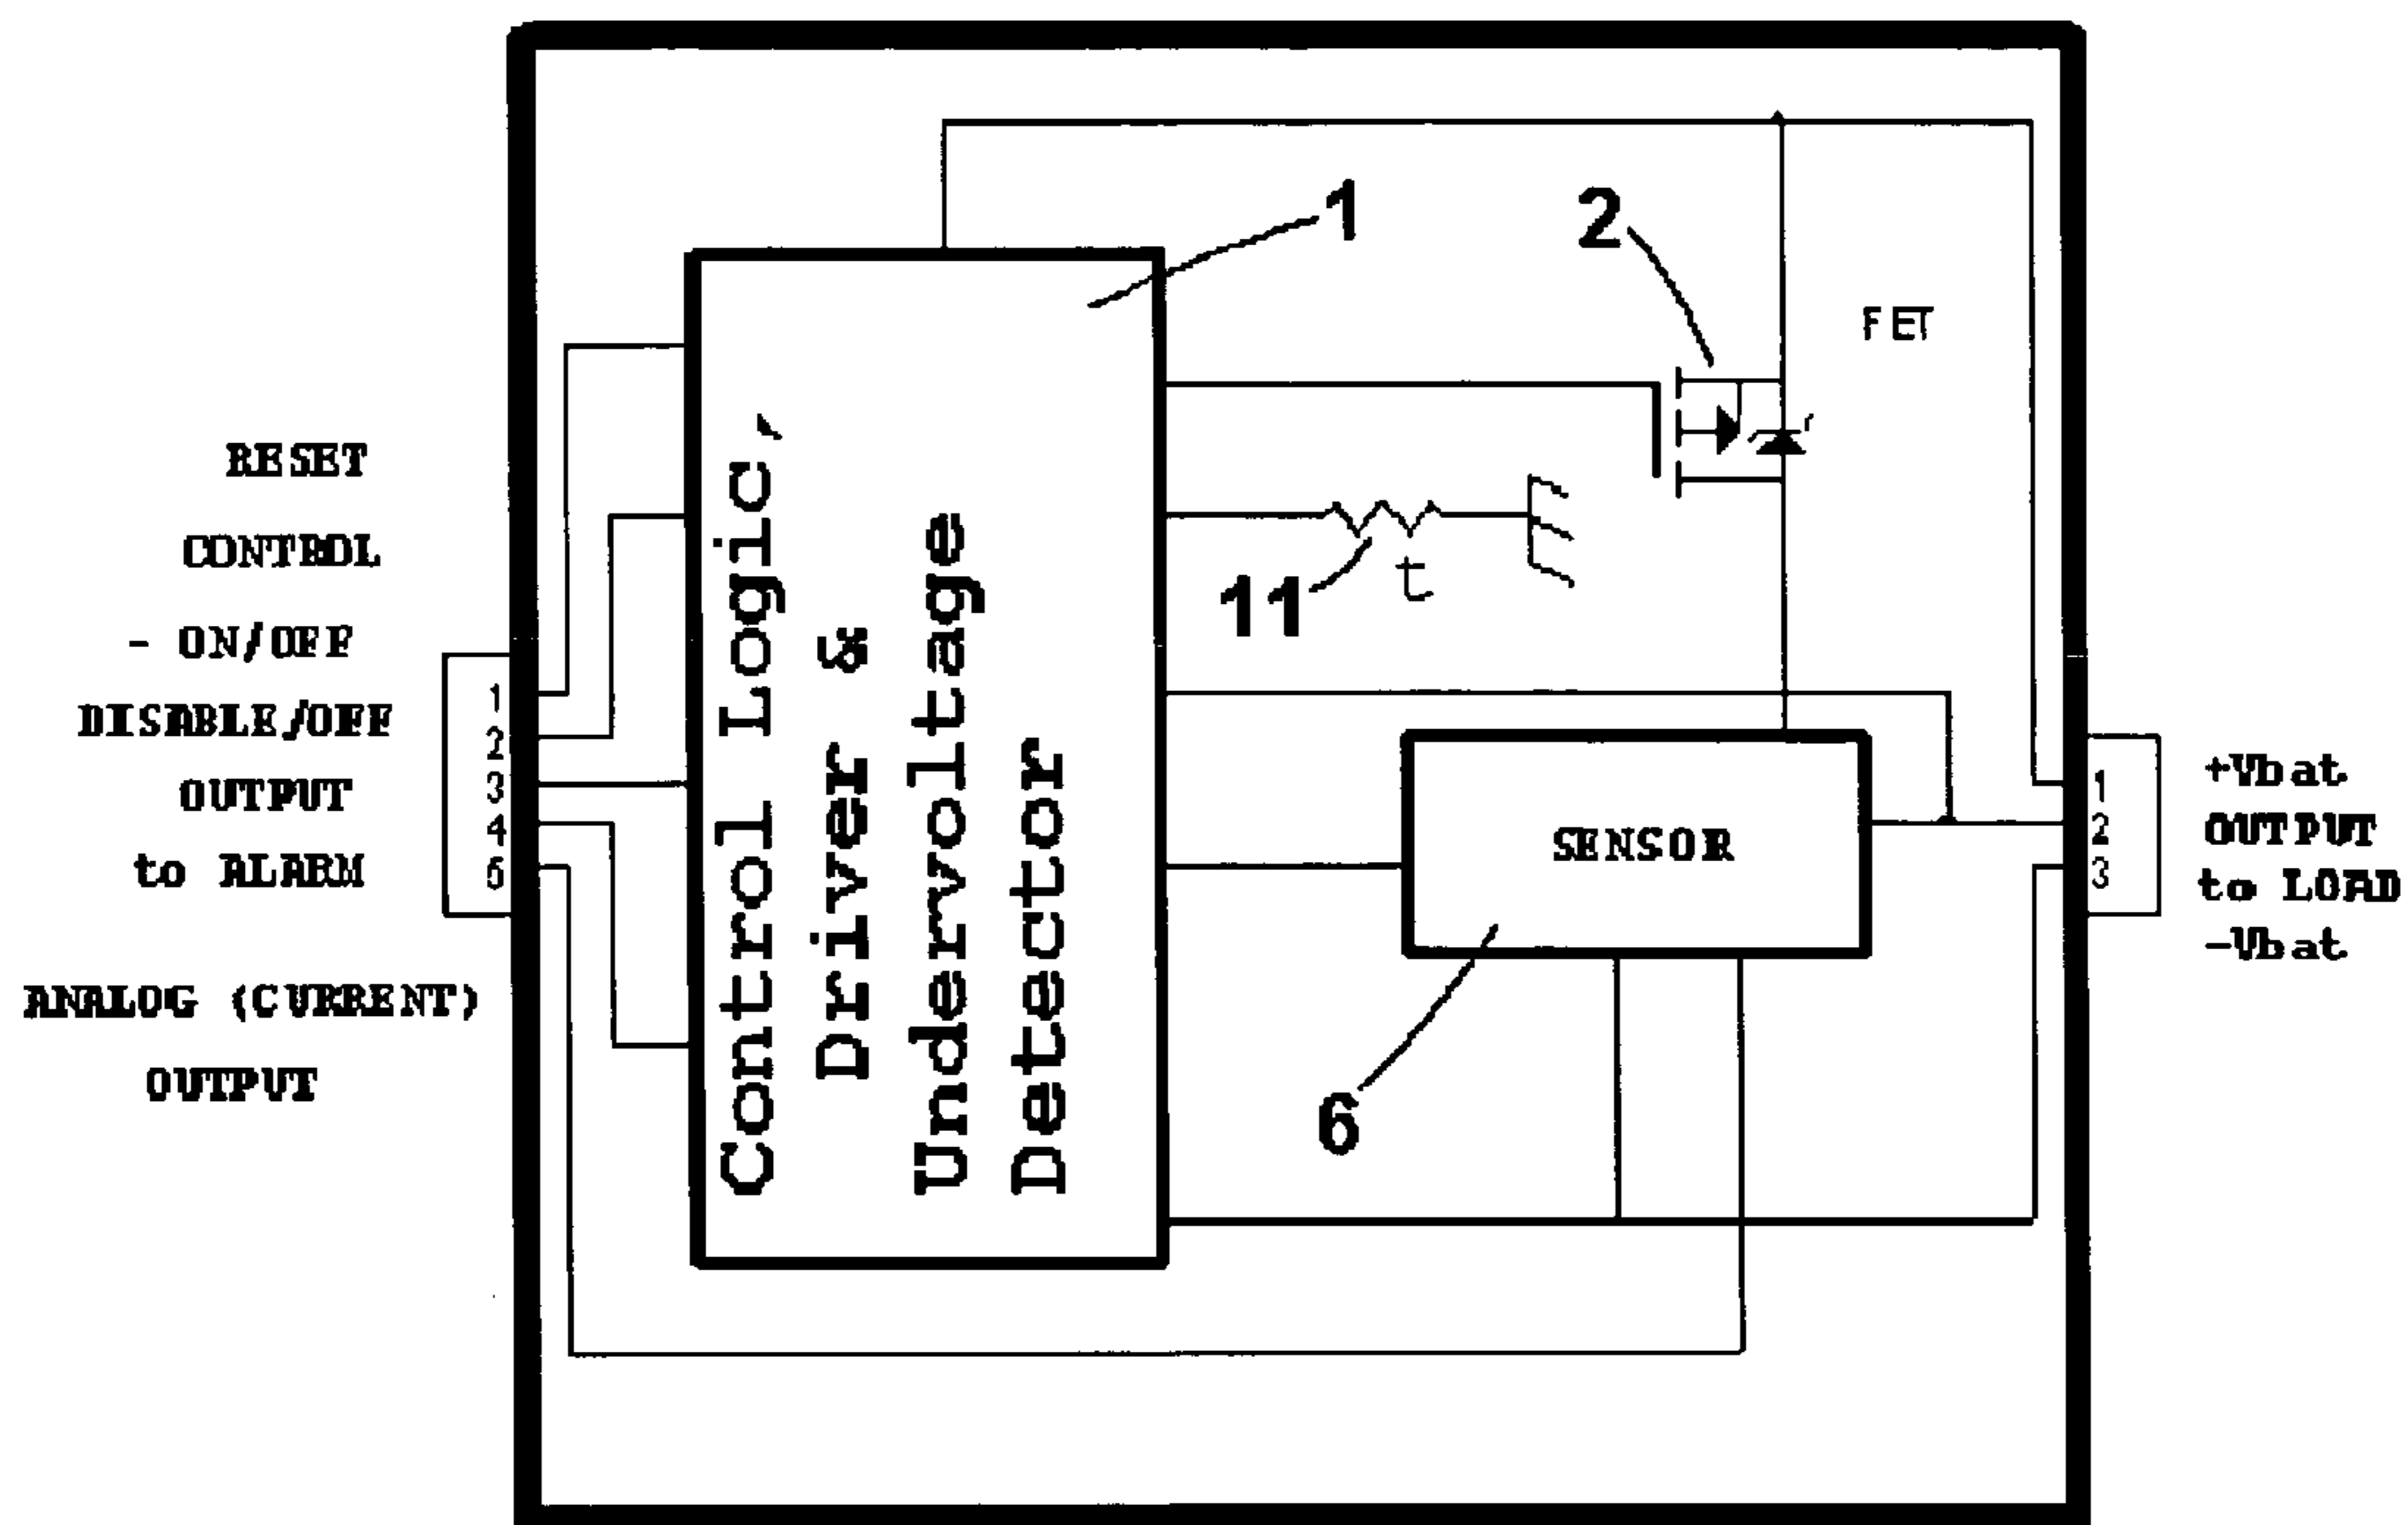 RESET
CONTROL
- ON/OFF
DISABLE/OFF
OUTPUT
to ALARM
ANALOG (CURRENT)
OUTPUT
1
2
3
4
5
Control Logic,
Driver &
Undervoltage
Detector
1
2
FET
11
t
SENSOR
6
1
2
3
+Vbat
OUTPUT
to LOAD
-Vbat